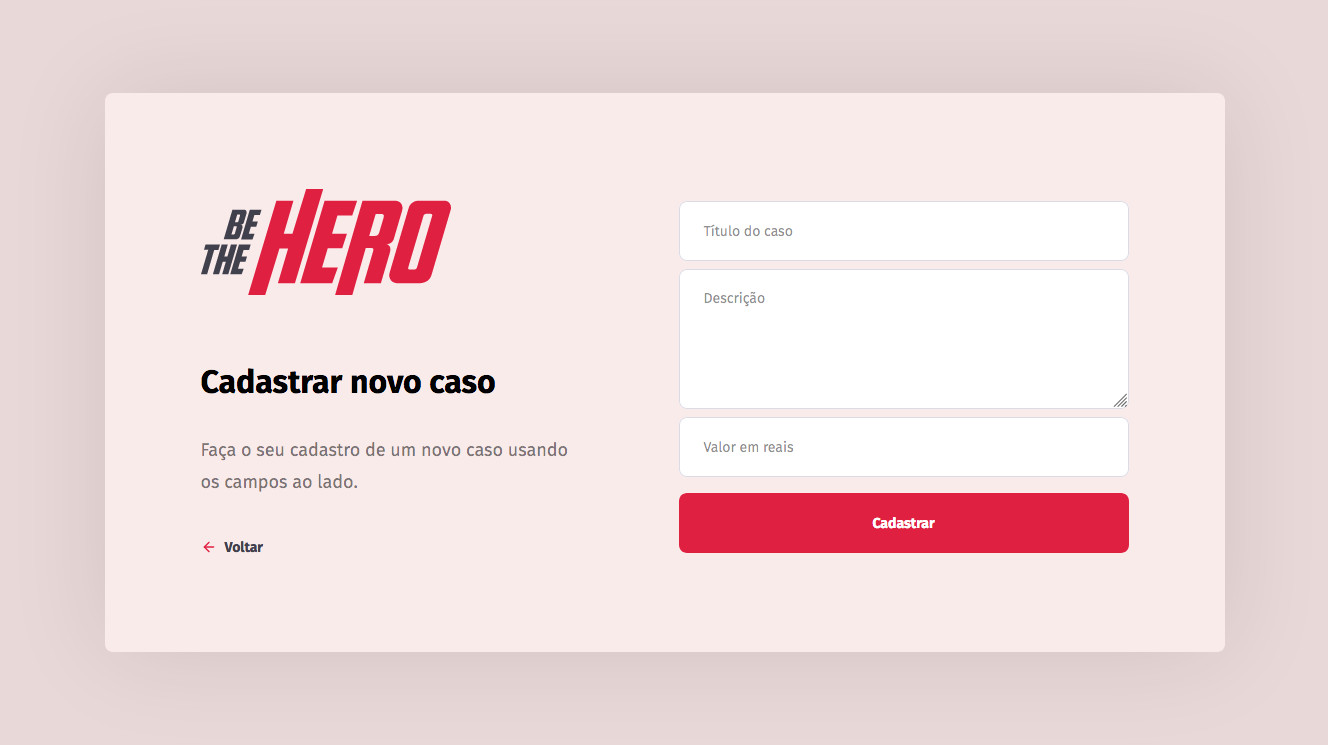 BE
THE
HERO
Cadastrar novo caso
Faça o seu cadastro de um novo caso usando
os campos ao lado.
Voltar
Título do caso
Descrição
Valor em reais
Cadastrar